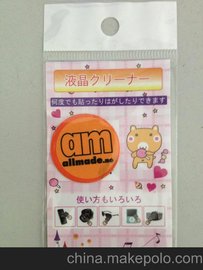 液晶クリーナー
何度でも貼ったりはがしたりできます
am
allmade.inc
使い方もいろいろ
china.makepolo.com